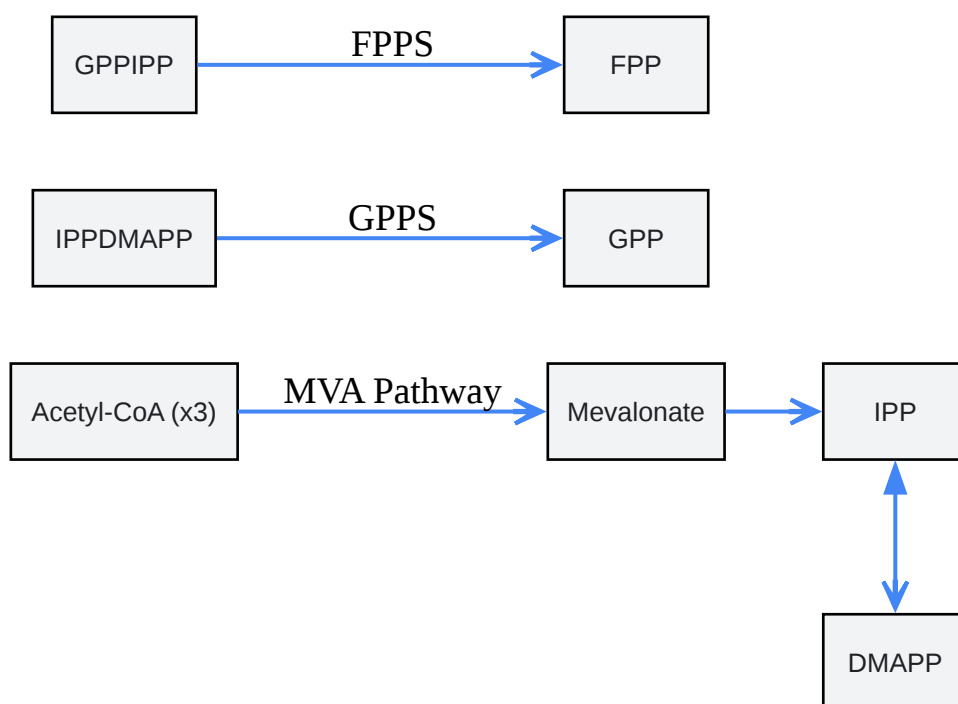 GPPIPP
FPPS
FPP
IPPDMAPP
GPPS
GPP
Acetyl-CoA (x3)
MVA Pathway
Mevalonate
IPP
DMAPP